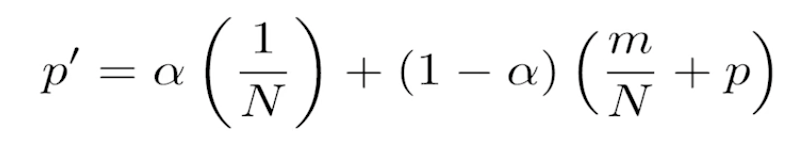 p′ = α (1/N) + (1 − α) (m/N + p)